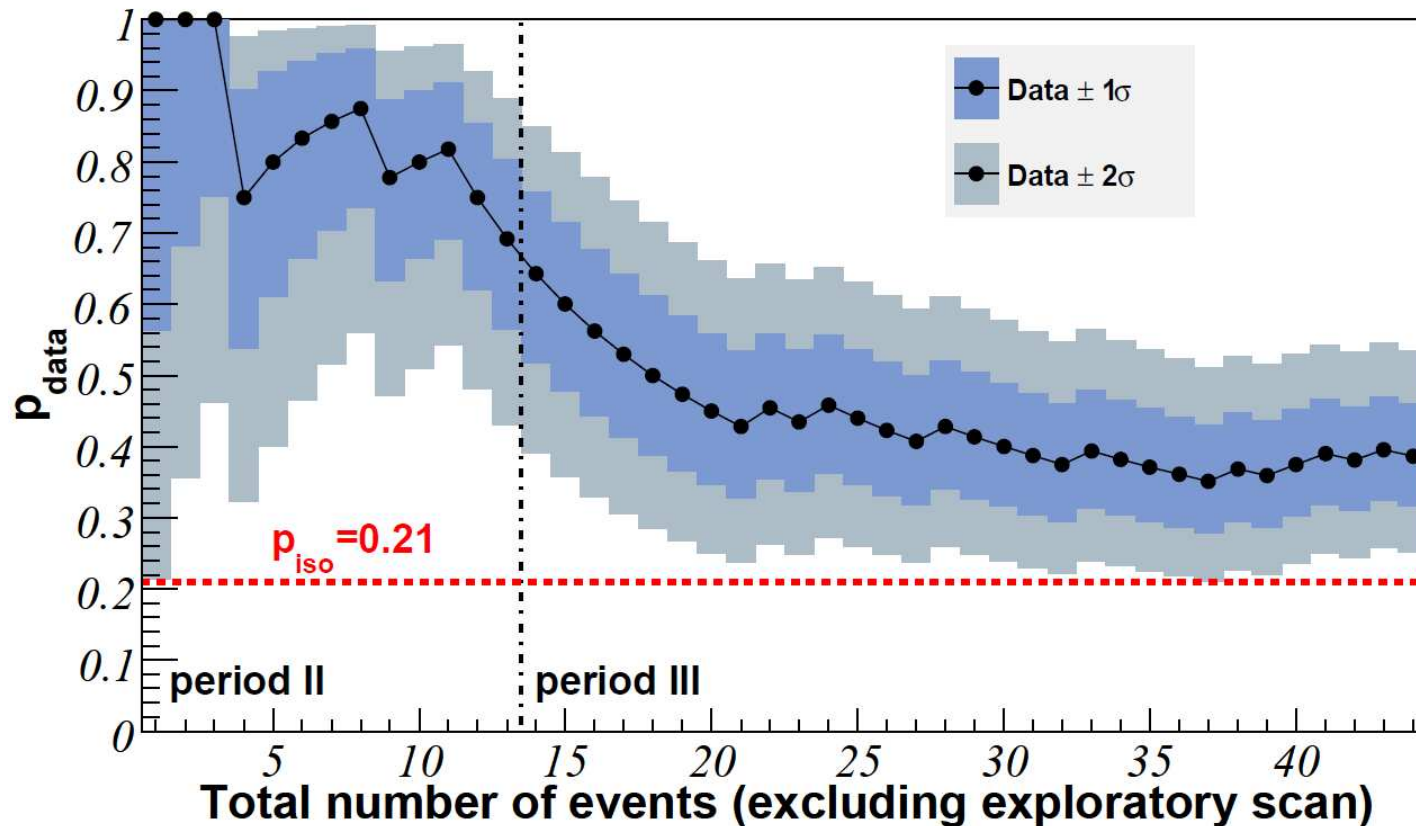 1
0.9
0.8
0.7
0.6
0.5
0.4
0.3
0.2
0.1
0
p_data
Data ± 1σ
Data ± 2σ
p_iso=0.21
period II
period III
5 10 15 20 25 30 35 40
Total number of events (excluding exploratory scan)